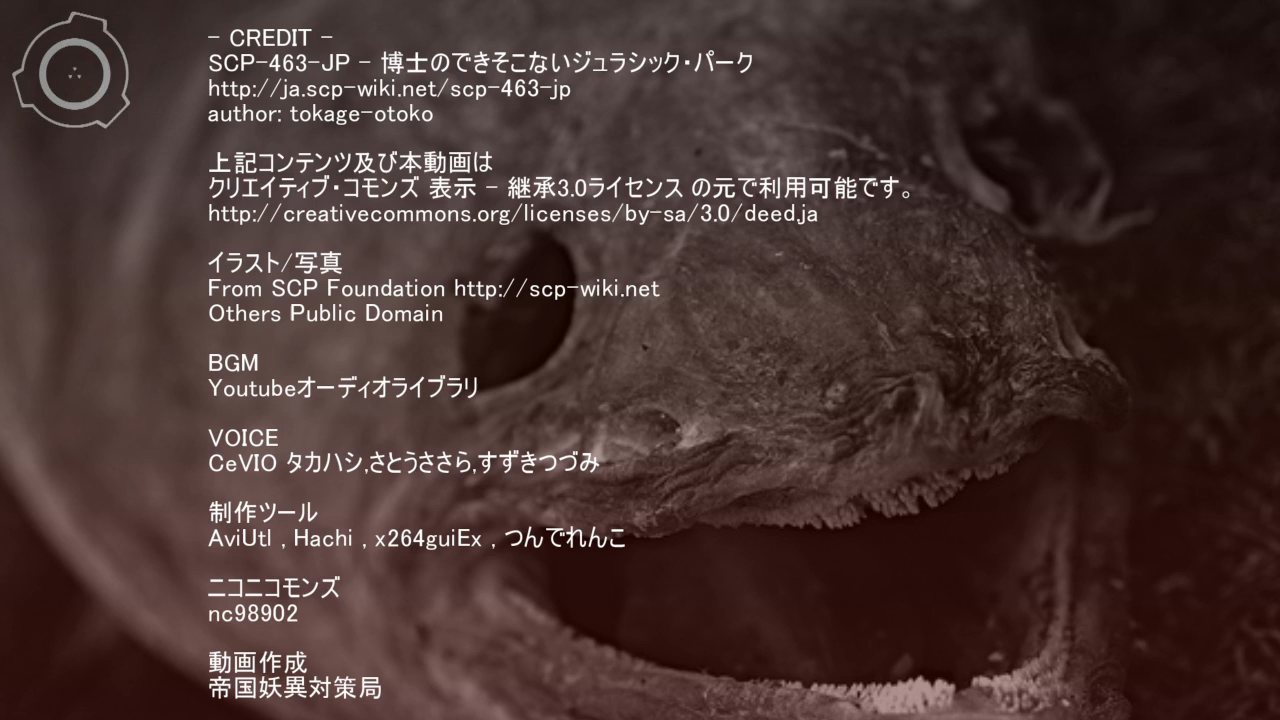 - CREDIT -
SCP-463-JP - 博士のできそこないジュラシック・パーク
http://ja.scp-wiki.net/scp-463-jp
author: tokage-otoko
上記コンテンツ及び本動画は
クリエイティブ・コモンズ 表示 - 継承3.0ライセンス の元で利用可能です。
http://creativecommons.org/licenses/by-sa/3.0/deed.ja
イラスト/写真
From SCP Foundation http://scp-wiki.net
Others Public Domain
BGM
Youtubeオーディオライブラリ
VOICE
CeVIO タカハシ,さとうささら,すずきつづみ
制作ツール
AviUtl , Hachi , x264guiEx , つんでれんこ
ニコニコモンズ
nc98902
動画作成
帝国妖異対策局